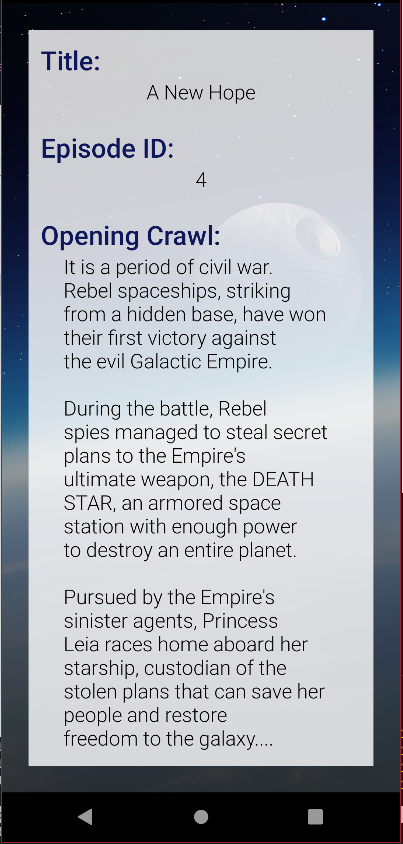 Title:
A New Hope
Episode ID:
4
Opening Crawl:
It is a period of civil war.
Rebel spaceships, striking
from a hidden base, have won
their first victory against
the evil Galactic Empire.
During the battle, Rebel
spies managed to steal secret
plans to the Empire's
ultimate weapon, the DEATH
STAR, an armored space
station with enough power
to destroy an entire planet.
Pursued by the Empire's
sinister agents, Princess
Leia races home aboard her
starship, custodian of the
stolen plans that can save her
people and restore
freedom to the galaxy....